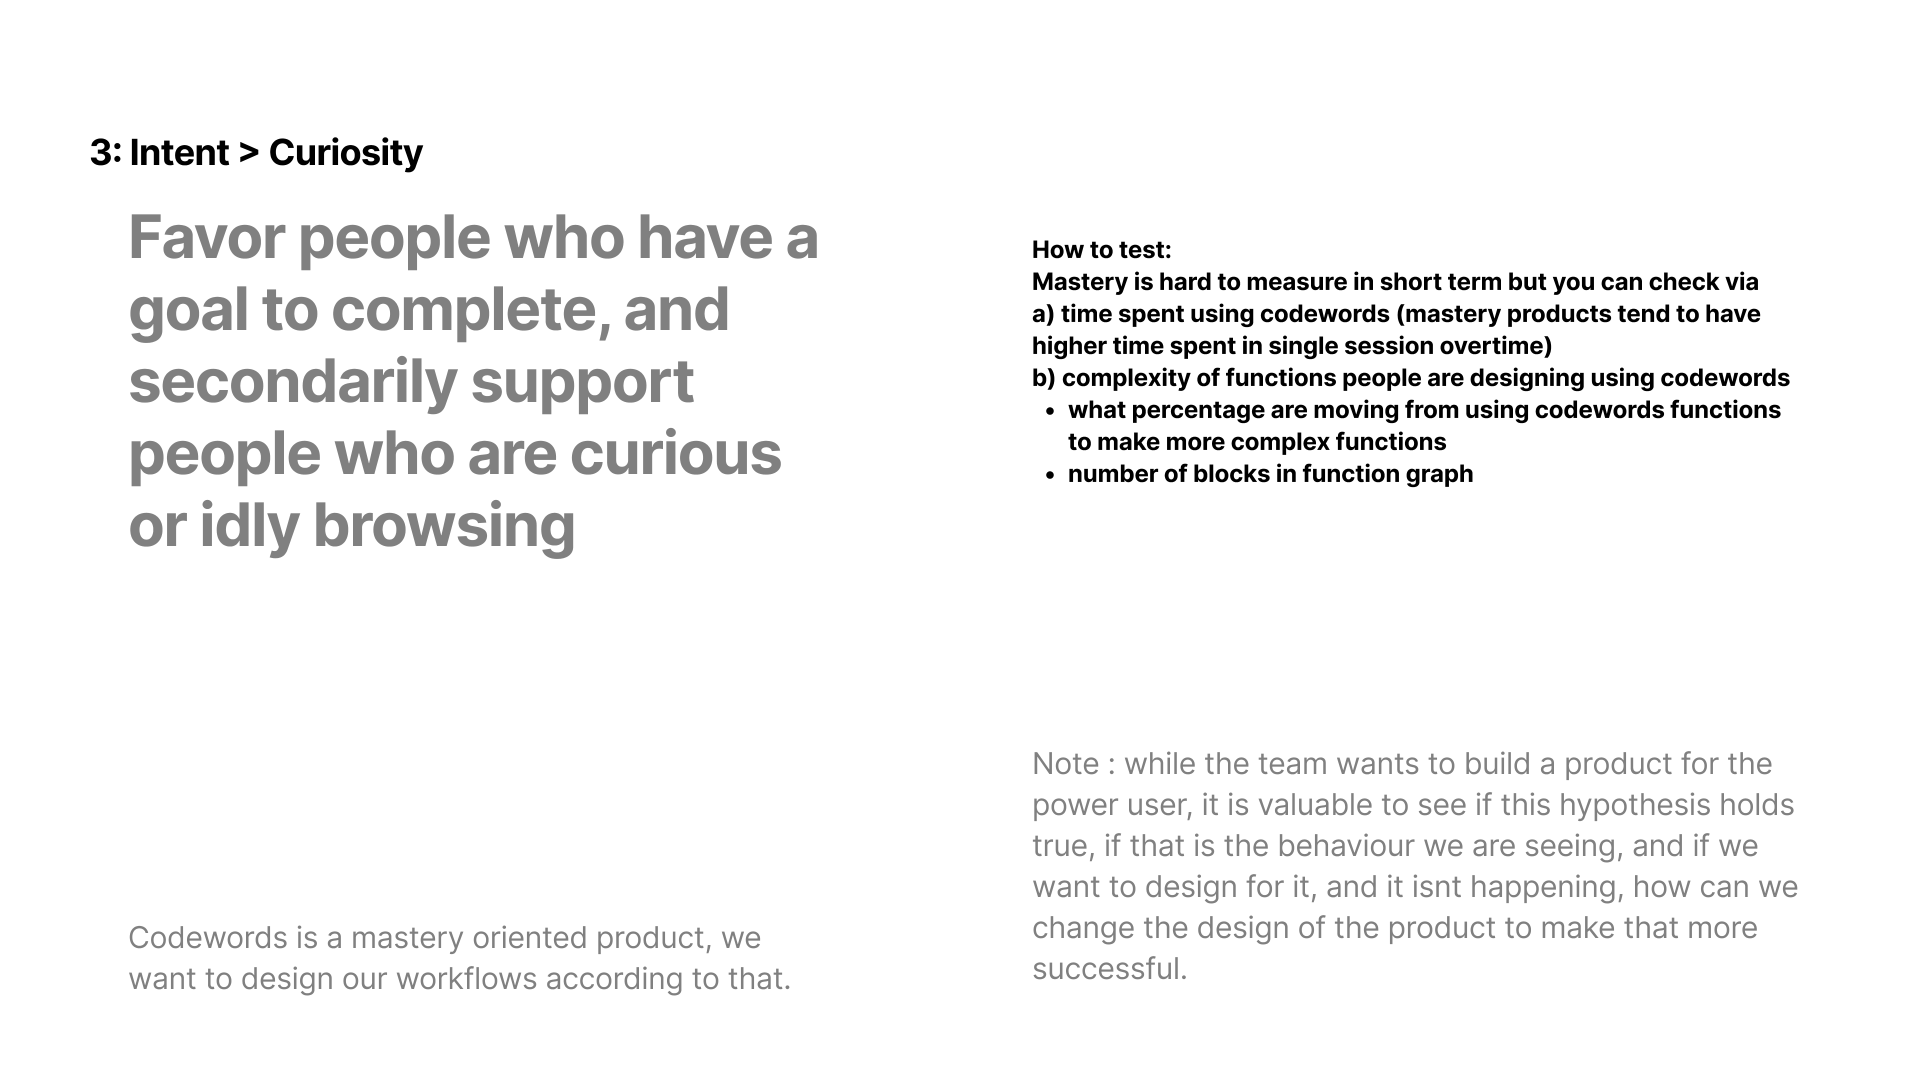 3: Intent > Curiosity
Favor people who have a
goal to complete, and
secondarily support
people who are curious
or idly browsing
Codewords is a mastery oriented product, we
want to design our workflows according to that.
How to test:
Mastery is hard to measure in short term but you can check via
a) time spent using codewords (mastery products tend to have
higher time spent in single session overtime)
b) complexity of functions people are designing using codewords
• what percentage are moving from using codewords functions
to make more complex functions
• number of blocks in function graph
Note : while the team wants to build a product for the
power user, it is valuable to see if this hypothesis holds
true, if that is the behaviour we are seeing, and if we
want to design for it, and it isnt happening, how can we
change the design of the product to make that more
successful.